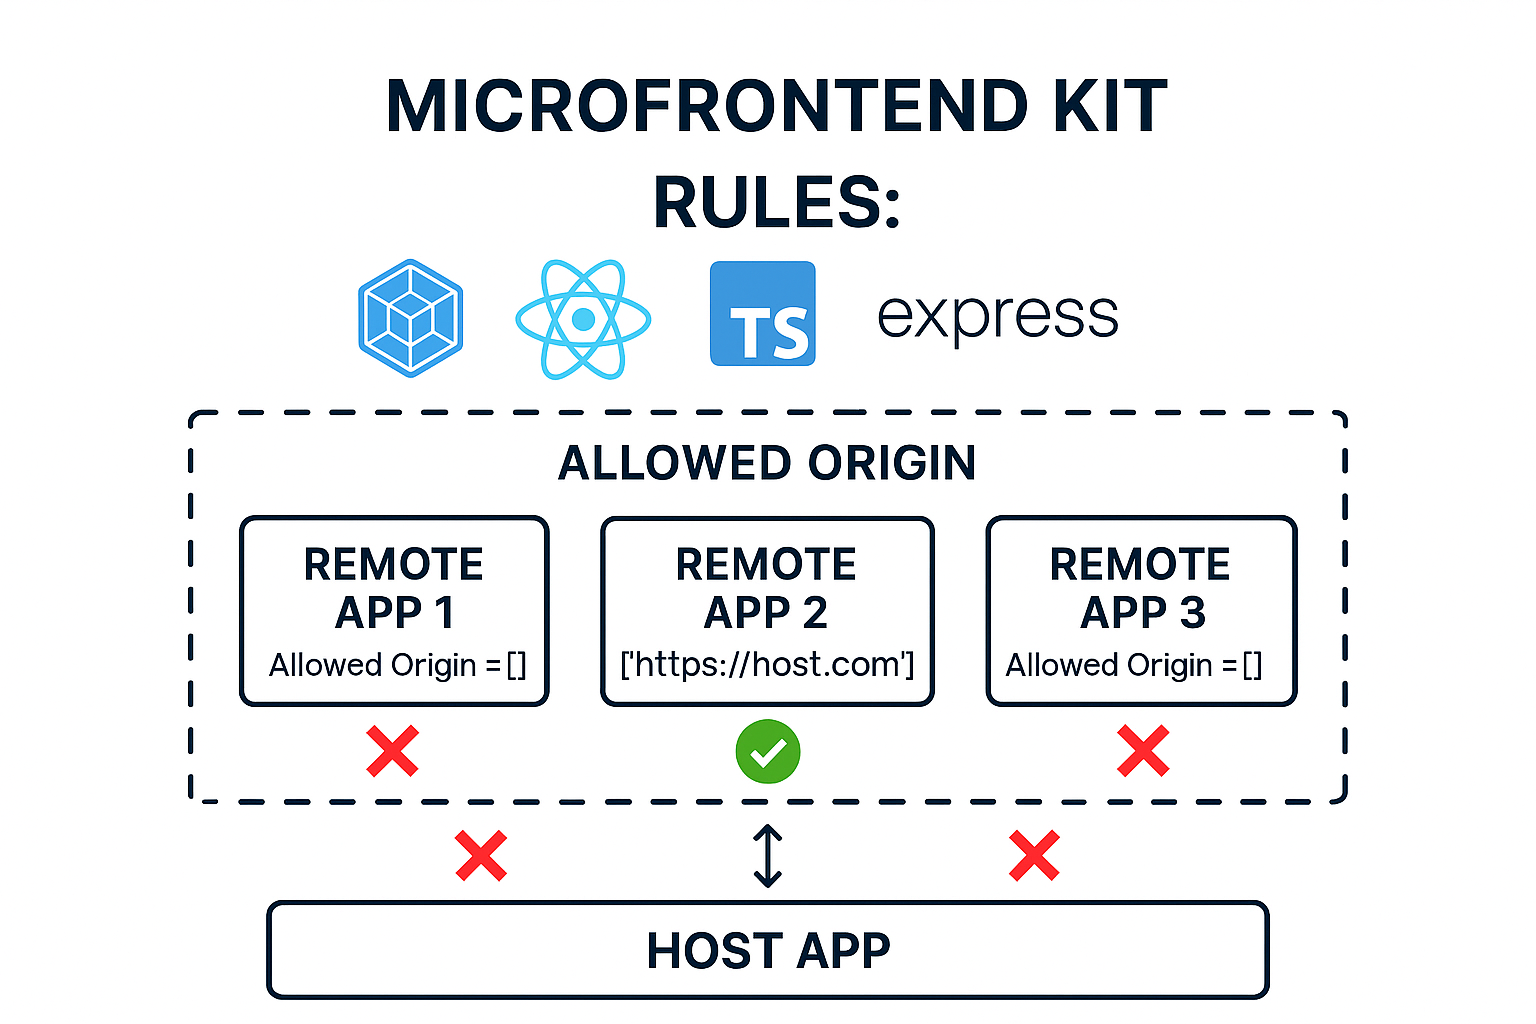 MICROFRONTEND KIT
RULES:
TS
express
ALLOWED ORIGIN
REMOTE
APP 1
Allowed Origin = []
REMOTE
APP 2
['https://host.com']
REMOTE
APP 3
Allowed Origin = []
HOST APP